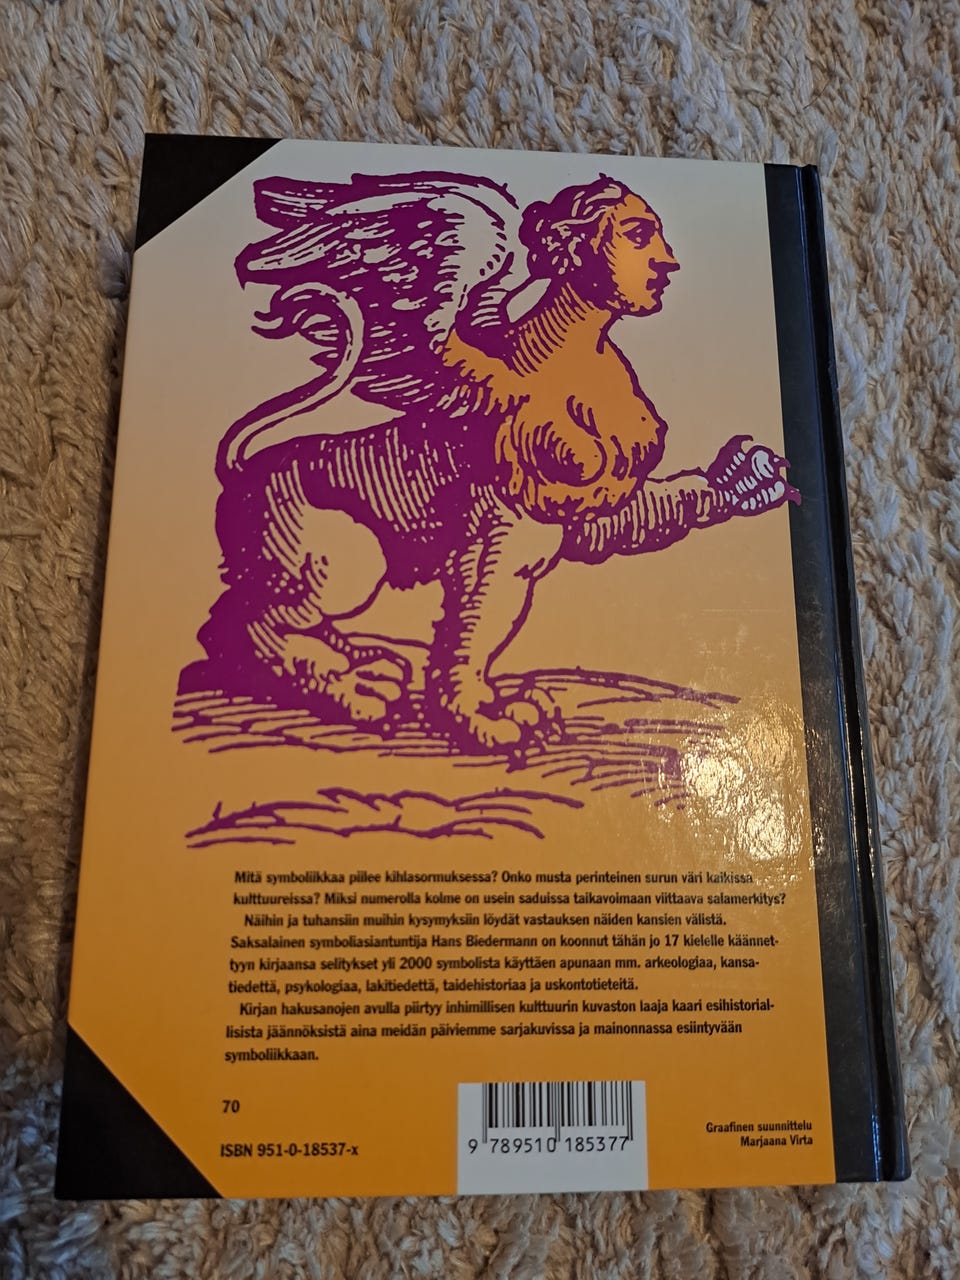 Mitä symboliikkaa piilee kihlasormuksessa? Onko musta perinteinen surun väri kaikissa
kulttuureissa? Miksi numerolla kolme on usein saduissa taikavoimaan viittaava salamerkitys?
Näihin ja tuhansiin muihin kysymyksiin löydät vastauksen näiden kansien välistä.
Saksalainen symboliasiantuntija Hans Biedermann on koonnut tähän jo 17 kielelle käännet-
tyyn kirjaansa selitykset yli 2000 symbolista käyttäen apunaan mm. arkeologiaa, kansa-
tiedettä, psykologiaa, lakitiedettä, taidehistoriaa ja uskontotieteitä.
Kirjan hakusanojen avulla piirtyy inhimillisen kulttuurin kuvaston laaja kaari esihistorial-
lisista jäännöksistä aina meidän päiviemme sarjakuvissa ja mainonnassa esiintyvään
symboliikkaan.
70
ISBN 951-0-18537-x
9 789510 185377
Graafinen suunnittelu
Marjaana Virta